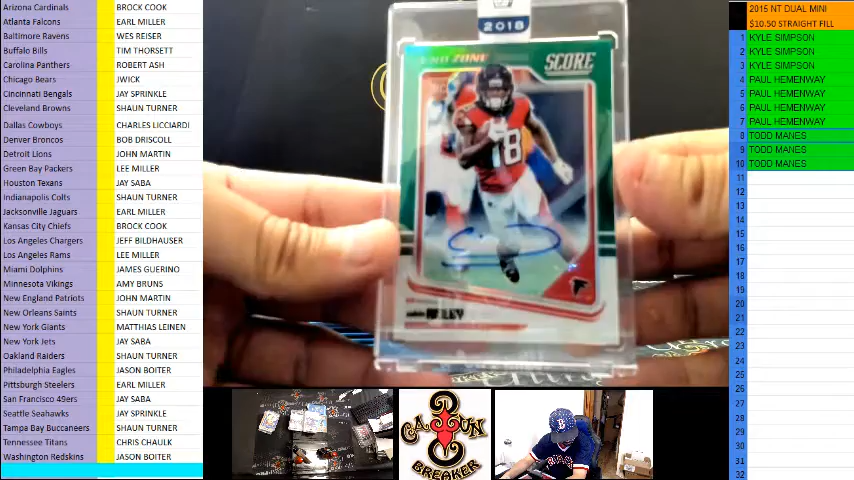 Arizona Cardinals BROCK COOK
Atlanta Falcons EARL MILLER
Baltimore Ravens WES REISER
Buffalo Bills TIM THORSETT
Carolina Panthers ROBERT ASH
Chicago Bears JWICK
Cincinnati Bengals JAY SPRINKLE
Cleveland Browns SHAUN TURNER
Dallas Cowboys CHARLES LICCIARDI
Denver Broncos BOB DRISCOLL
Detroit Lions JOHN MARTIN
Green Bay Packers LEE MILLER
Houston Texans JAY SABA
Indianapolis Colts SHAUN TURNER
Jacksonville Jaguars EARL MILLER
Kansas City Chiefs BROCK COOK
Los Angeles Chargers JEFF BILDHAUSER
Los Angeles Rams LEE MILLER
Miami Dolphins JAMES GUERINO
Minnesota Vikings AMY BRUNS
New England Patriots JOHN MARTIN
New Orleans Saints SHAUN TURNER
New York Giants MATTHIAS LEINEN
New York Jets JAY SABA
Oakland Raiders SHAUN TURNER
Philadelphia Eagles JASON BOITER
Pittsburgh Steelers EARL MILLER
San Francisco 49ers JAY SABA
Seattle Seahawks JAY SPRINKLE
Tampa Bay Buccaneers SHAUN TURNER
Tennessee Titans CHRIS CHAULK
Washington Redskins JASON BOITER
2018
END ZONE
SCORE
18
RIDLEY
CAJUN
BREAKER
B
2015 NT DUAL MINI
$10.50 STRAIGHT FILL
1 KYLE SIMPSON
2 KYLE SIMPSON
3 KYLE SIMPSON
4 PAUL HEMENWAY
5 PAUL HEMENWAY
6 PAUL HEMENWAY
7 PAUL HEMENWAY
8 TODD MANES
9 TODD MANES
10 TODD MANES
11
12
13
14
15
16
17
18
19
20
21
22
23
24
25
26
27
28
29
30
31
32